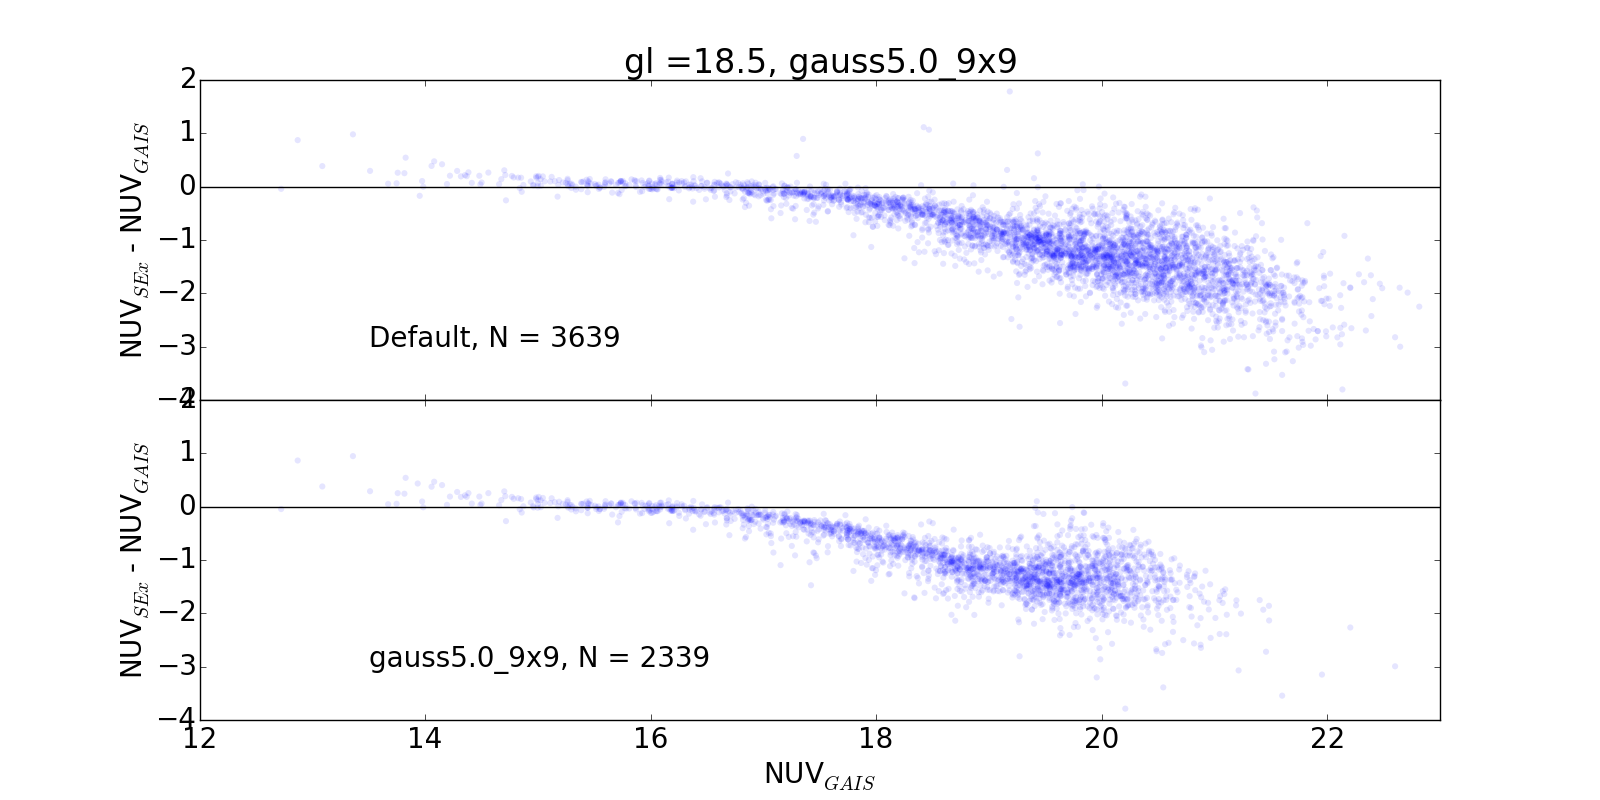 gl =18.5, gauss5.0_9x9
2
1
0
−1
−2
−3
−4
NUV_SEx - NUV_GAIS
Default, N = 3639
2
1
0
−1
−2
−3
−4
NUV_SEx - NUV_GAIS
gauss5.0_9x9, N = 2339
12 14 16 18 20 22
NUV_GAIS